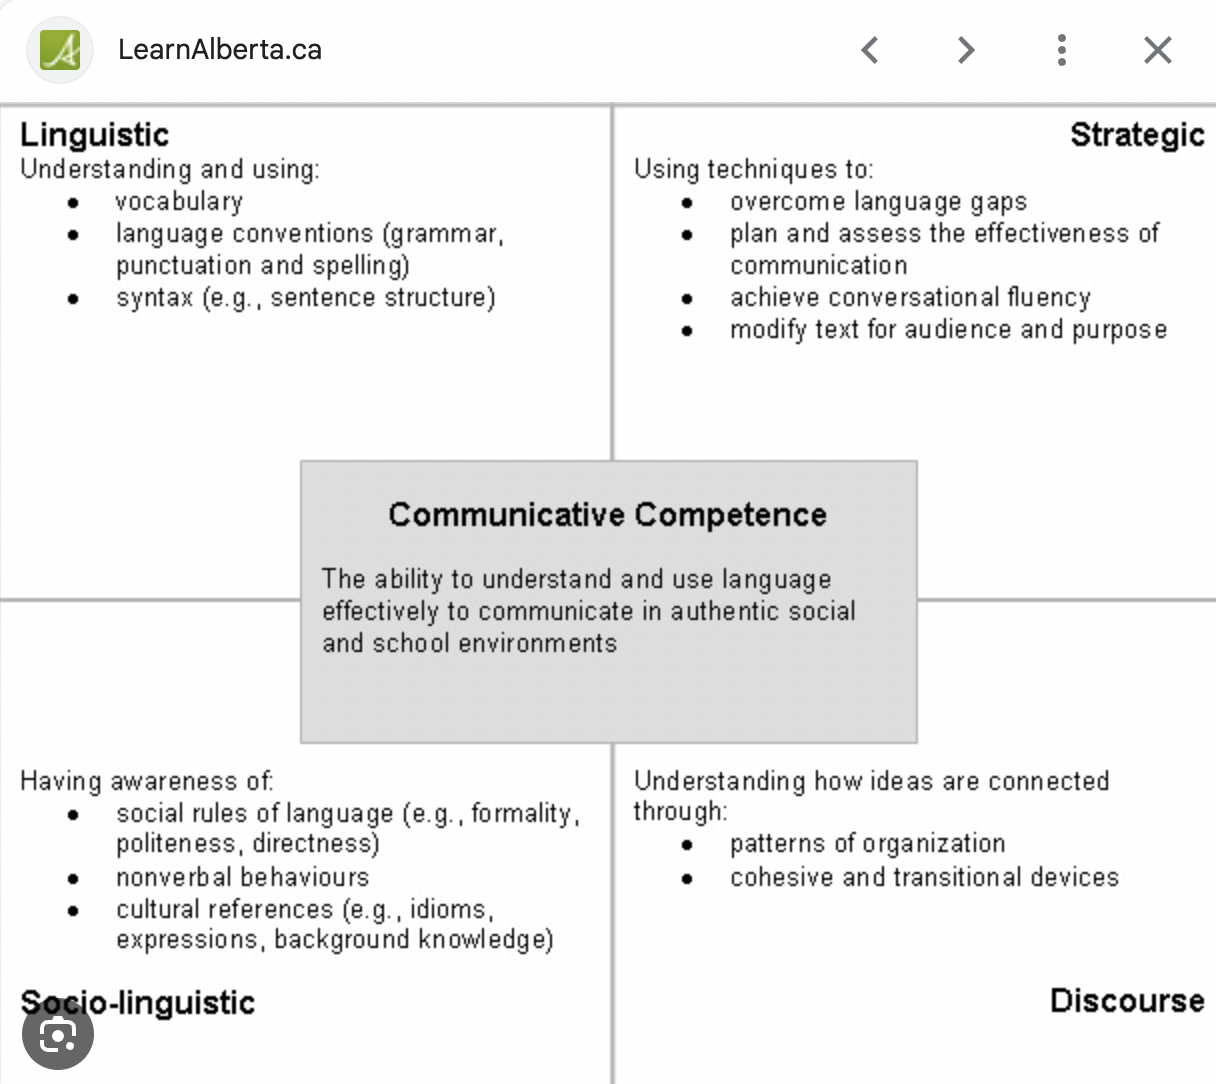 LearnAlberta.ca
Linguistic
Understanding and using:
• vocabulary
• language conventions (grammar,
punctuation and spelling)
• syntax (e.g., sentence structure)
Strategic
Using techniques to:
• overcome language gaps
• plan and assess the effectiveness of
communication
• achieve conversational fluency
• modify text for audience and purpose
Communicative Competence
The ability to understand and use language
effectively to communicate in authentic social
and school environments
Having awareness of:
• social rules of language (e.g., formality,
politeness, directness)
• nonverbal behaviours
• cultural references (e.g., idioms,
expressions, background knowledge)
Socio-linguistic
Understanding how ideas are connected
through:
• patterns of organization
• cohesive and transitional devices
Discourse